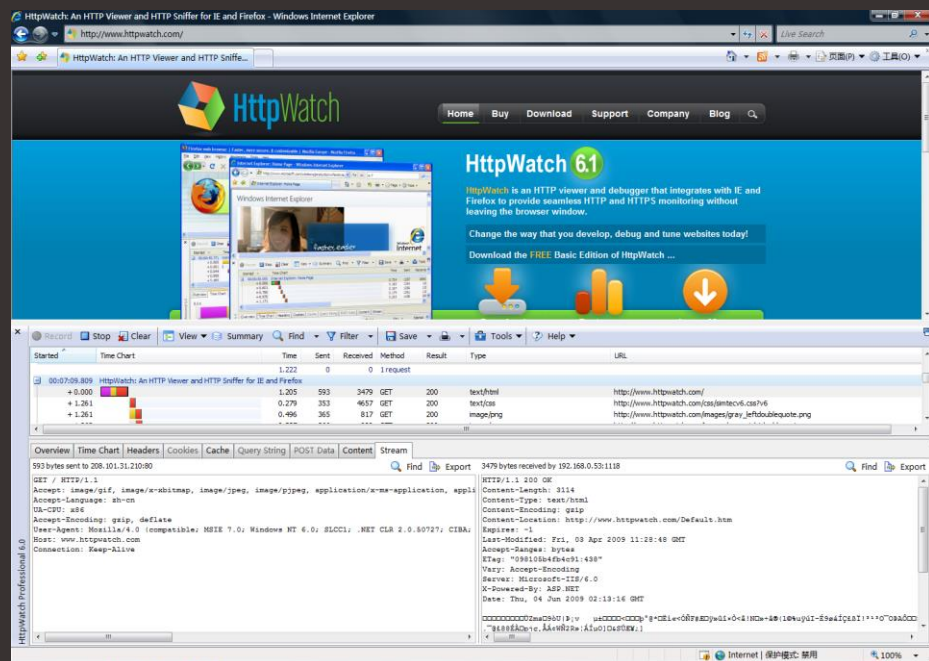 HttpWatch: An HTTP Viewer and HTTP Sniffer for IE and Firefox - Windows Internet Explorer
http://www.httpwatch.com/
Live Search
HttpWatch: An HTTP Viewer and HTTP Sniffe...
页面(P) 工具(O)
HttpWatch
Home Buy Download Support Company Blog
HttpWatch 6.1
HttpWatch is an HTTP viewer and debugger that integrates with IE and
Firefox to provide seamless HTTP and HTTPS monitoring without
leaving the browser window.
Change the way that you develop, debug and tune websites today!
Download the FREE Basic Edition of HttpWatch ...
Windows Internet Explorer
Record Stop Clear View Summary Find Filter Save Tools Help
Started Time Chart Time Sent Received Method Result Type URL
1.222 0 0 1 request
00:07:09.809 HttpWatch: An HTTP Viewer and HTTP Sniffer for IE and Firefox
+ 0.000 1.205 593 3479 GET 200 text/html http://www.httpwatch.com/
+ 1.261 0.279 353 4657 GET 200 text/css http://www.httpwatch.com/css/simtecv6.css?v6
+ 1.261 0.496 365 817 GET 200 image/png http://www.httpwatch.com/images/gray_leftdoublequote.png
Overview Time Chart Headers Cookies Cache Query String POST Data Content Stream
593 bytes sent to 208.101.31.210:80 Find Export
GET / HTTP/1.1
Accept: image/gif, image/x-xbitmap, image/jpeg, image/pjpeg, application/x-ms-application, appli
Accept-Language: zh-cn
UA-CPU: x86
Accept-Encoding: gzip, deflate
User-Agent: Mozilla/4.0 (compatible; MSIE 7.0; Windows NT 6.0; SLCC1; .NET CLR 2.0.50727; CIBA;
Host: www.httpwatch.com
Connection: Keep-Alive
3479 bytes received by 192.168.0.53:1118 Find Export
HTTP/1.1 200 OK
Content-Length: 3114
Content-Type: text/html
Content-Encoding: gzip
Content-Location: http://www.httpwatch.com/Default.htm
Expires: -1
Last-Modified: Fri, 03 Apr 2009 11:28:48 GMT
Accept-Ranges: bytes
ETag: "098105b4fb4c91:438"
Vary: Accept-Encoding
Server: Microsoft-IIS/6.0
X-Powered-By: ASP.NET
Date: Thu, 04 Jun 2009 02:13:16 GMT
HttpWatch Professional 6.0
Internet | 保护模式: 禁用 100%